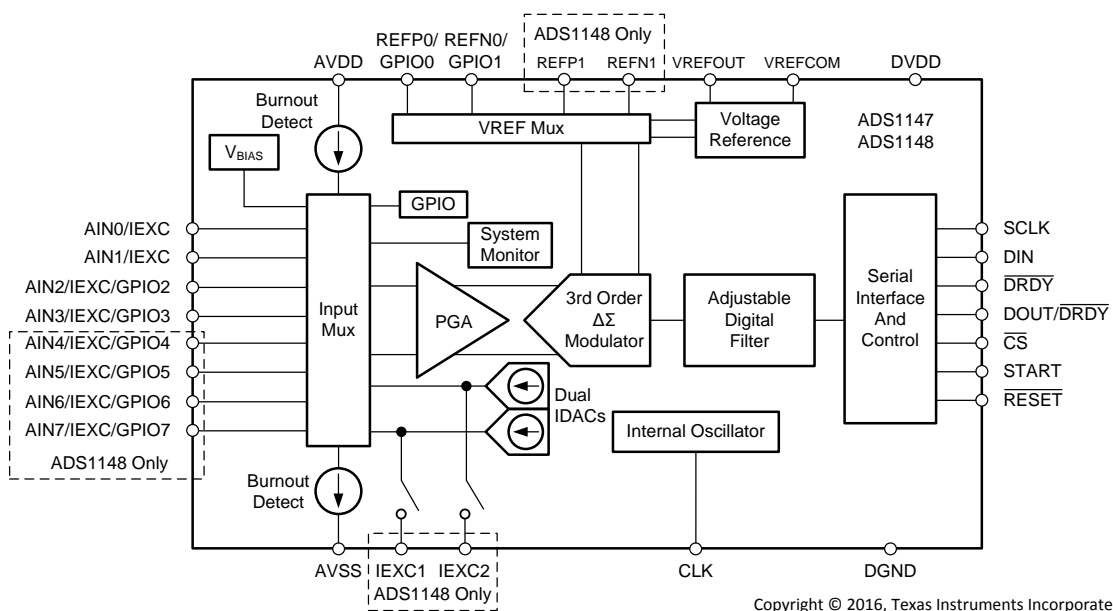 ADS1148 Only
REFP0/
GPIO0
REFN0/
GPIO1
AVDD
REFP1
REFN1
VREFOUT
VREFCOM
DVDD
Burnout
Detect
VREF Mux
Voltage
Reference
ADS1147
ADS1148
VBIAS
GPIO
System
Monitor
AIN0/IEXC
AIN1/IEXC
AIN2/IEXC/GPIO2
AIN3/IEXC/GPIO3
AIN4/IEXC/GPIO4
AIN5/IEXC/GPIO5
AIN6/IEXC/GPIO6
AIN7/IEXC/GPIO7
ADS1148 Only
Input
Mux
PGA
3rd Order
ΔΣ
Modulator
Adjustable
Digital
Filter
Serial
Interface
And
Control
SCLK
DIN
DRDY
DOUT/DRDY
CS
START
RESET
Dual
IDACs
Internal Oscillator
Burnout
Detect
AVSS
IEXC1
IEXC2
ADS1148 Only
CLK
DGND
Copyright © 2016, Texas Instruments Incorporate